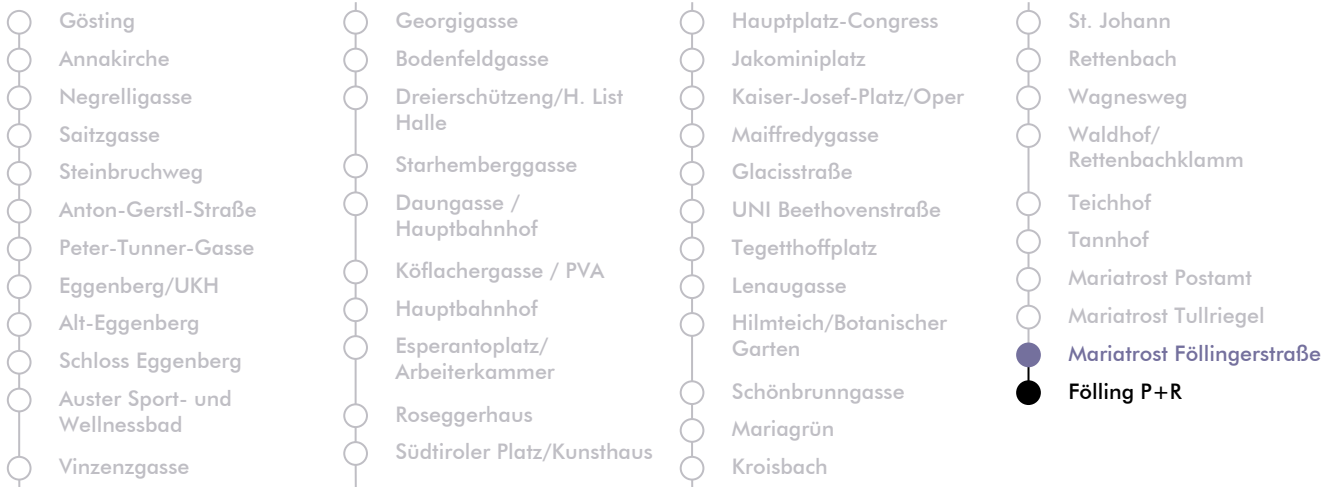 Gösting
Annakirche
Negrelligasse
Saitzgasse
Steinbruchweg
Anton-Gerstl-Straße
Peter-Tunner-Gasse
Eggenberg/UKH
Alt-Eggenberg
Schloss Eggenberg
Auster Sport- und
Wellnessbad
Vinzenzgasse
Georgigasse
Bodenfeldgasse
Dreierschützeng/H. List
Halle
Starhemberggasse
Daungasse /
Hauptbahnhof
Köflachergasse / PVA
Hauptbahnhof
Esperantoplatz/
Arbeiterkammer
Roseggerhaus
Südtiroler Platz/Kunsthaus
Hauptplatz-Congress
Jakominiplatz
Kaiser-Josef-Platz/Oper
Maiffredygasse
Glacisstraße
UNI Beethovenstraße
Tegetthoffplatz
Lenaugasse
Hilmteich/Botanischer
Garten
Schönbrunngasse
Mariagrün
Kroisbach
St. Johann
Rettenbach
Wagnesweg
Waldhof/
Rettenbachklamm
Teichhof
Tannhof
Mariatrost Postamt
Mariatrost Tullriegel
Mariatrost Föllingerstraße
Fölling P+R